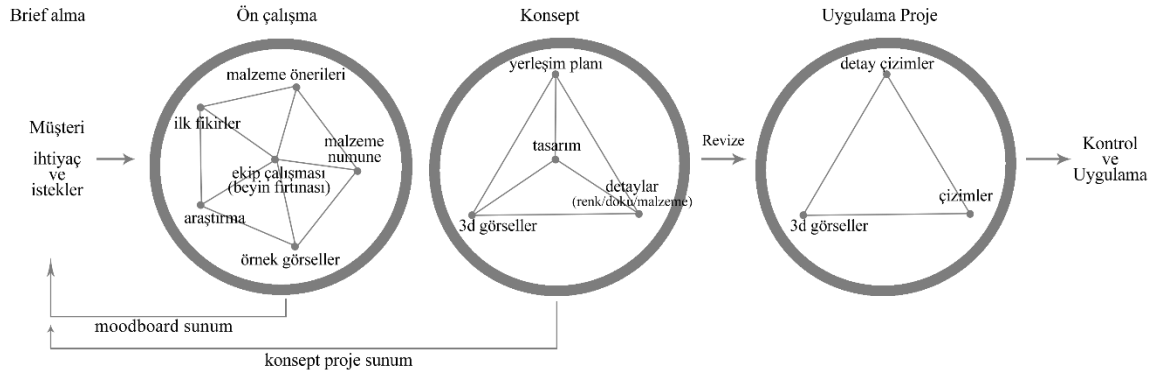 Brief alma
Ön çalışma
Konsept
Uygulama Proje
Müşteri
ihtiyaç
ve
istekler
malzeme önerileri
ilk fikirler
malzeme
numune
ekip çalışması
(beyin fırtınası)
araştırma
örnek görseller
yerleşim planı
tasarım
detaylar
(renk/doku/malzeme)
3d görseller
Revize
detay çizimler
çizimler
3d görseller
Kontrol
ve
Uygulama
moodboard sunum
konsept proje sunum